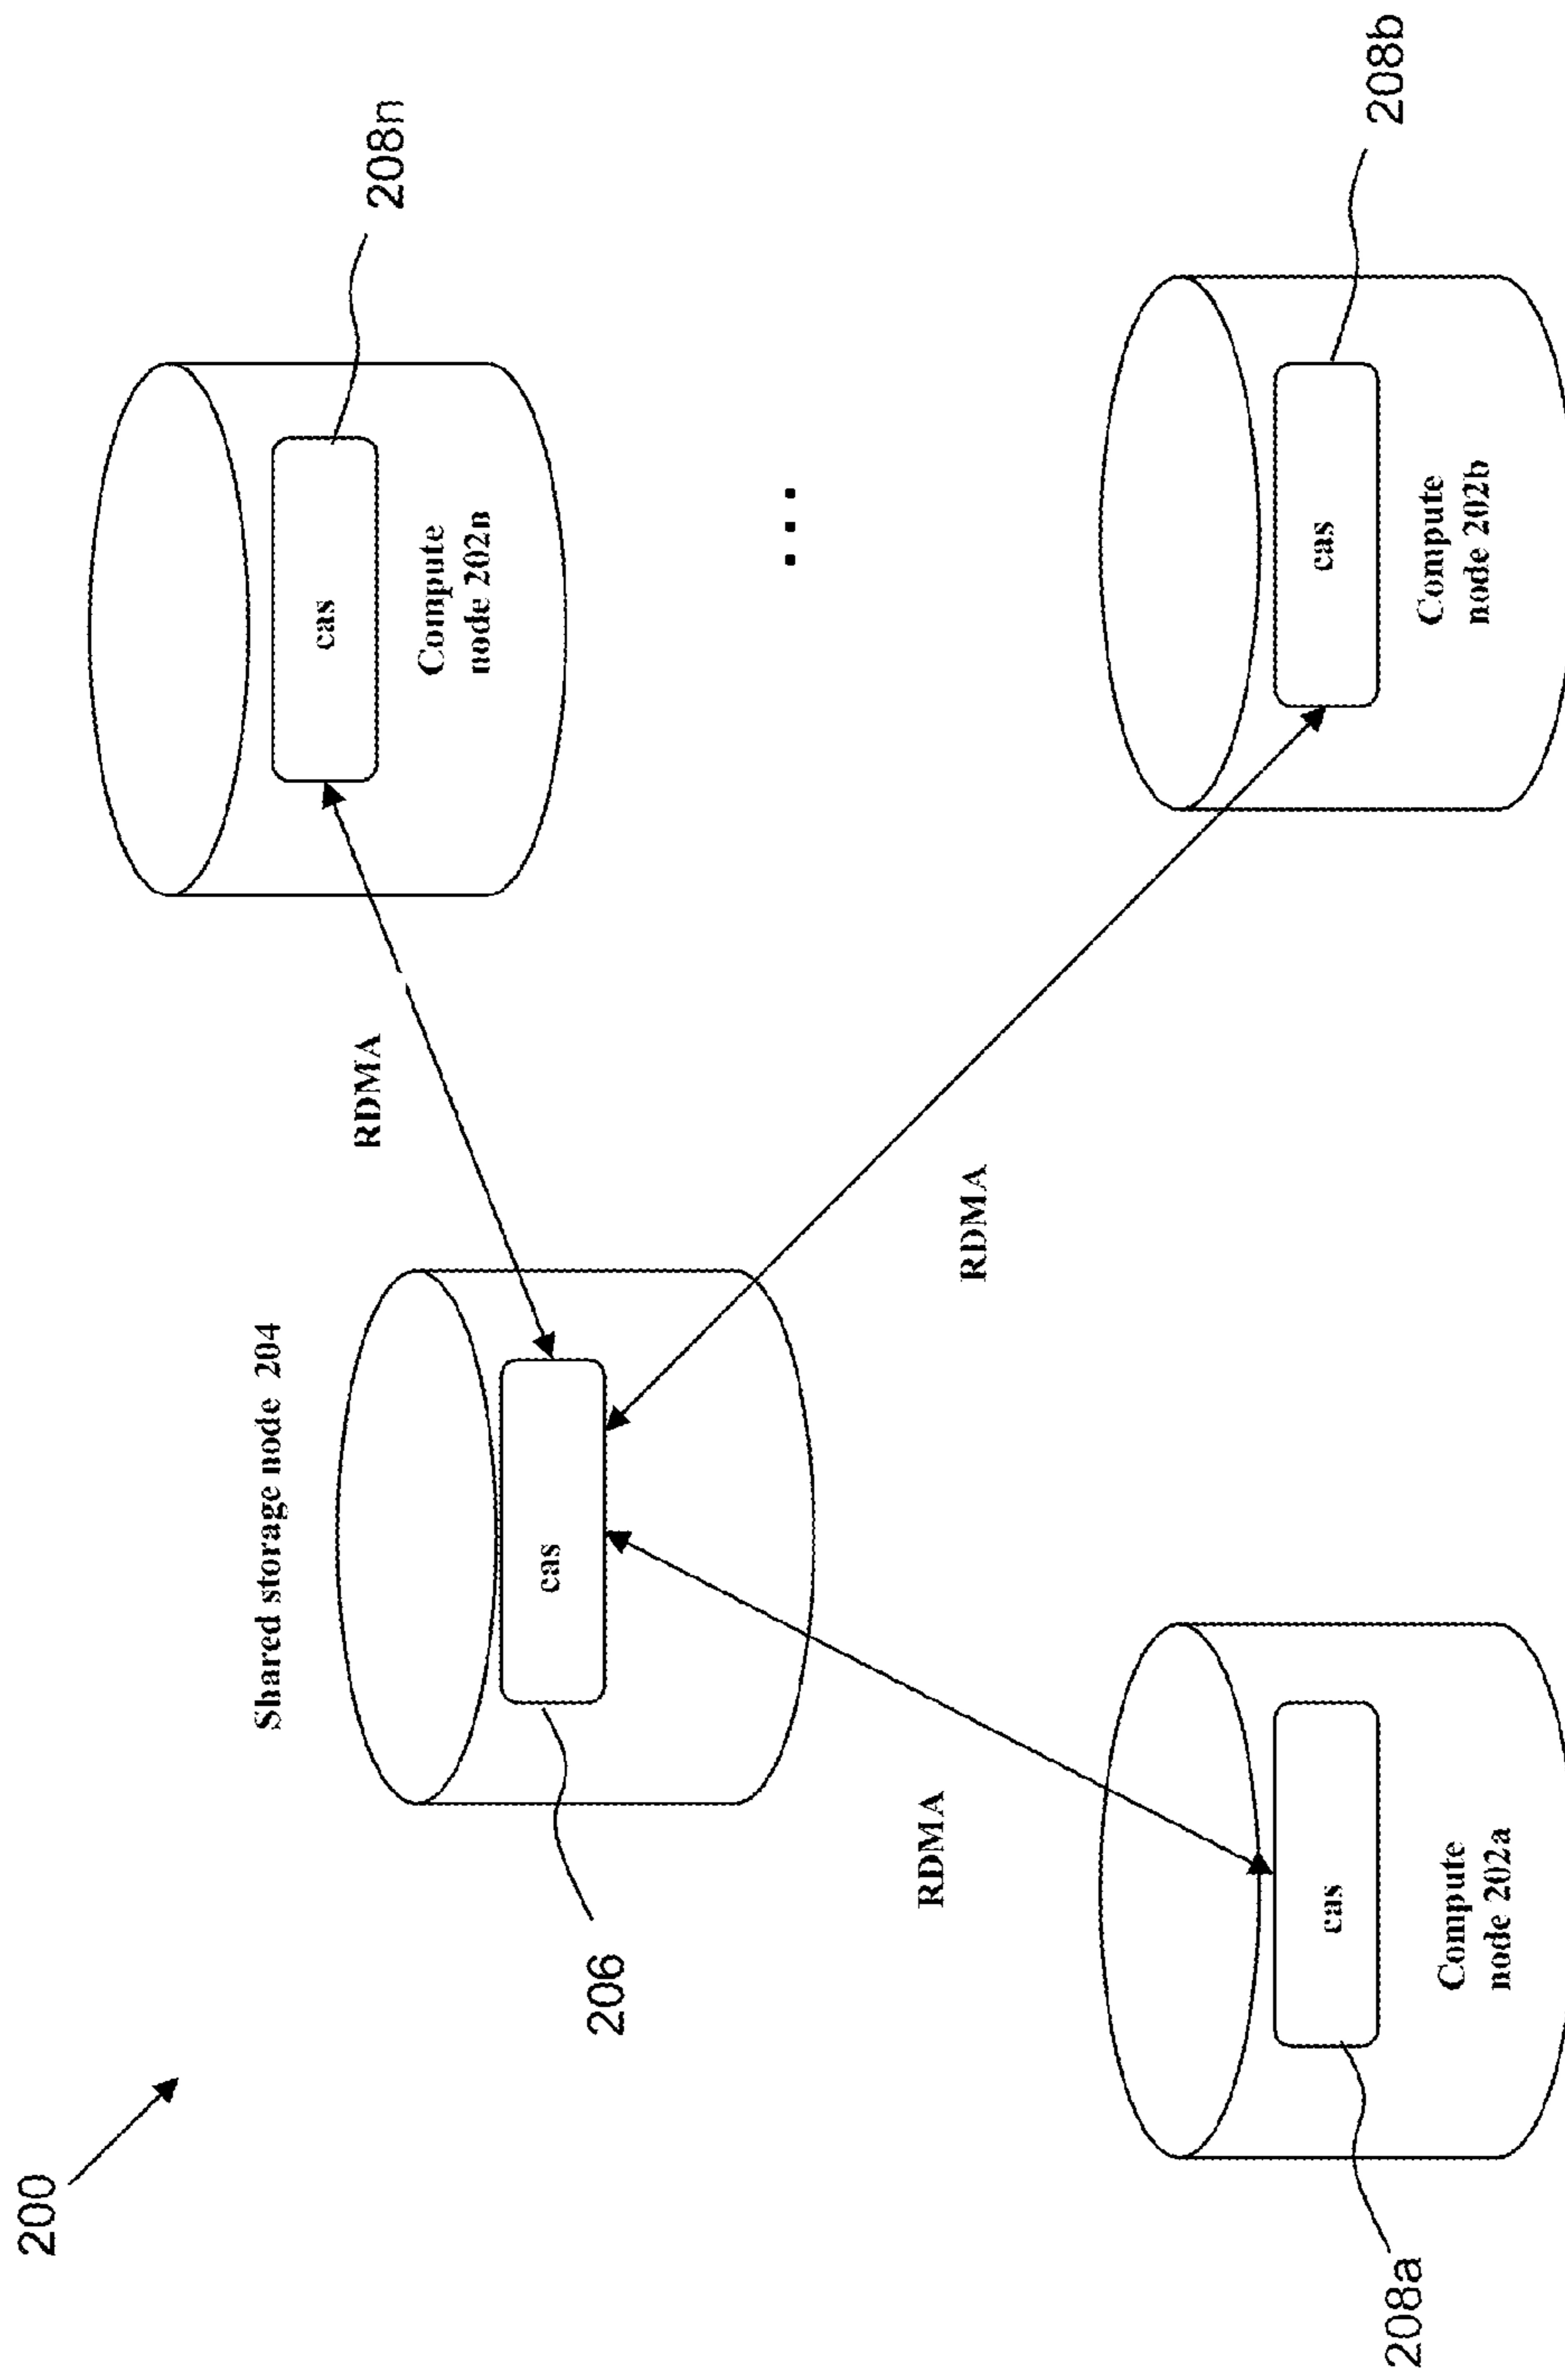 200
Shared storage node 204
cas
RDMA
208n
Compute
node 202n
cas
206
...
RDMA
RDMA
cas
cas
208b
208a
Compute
node 202b
Compute
node 202a